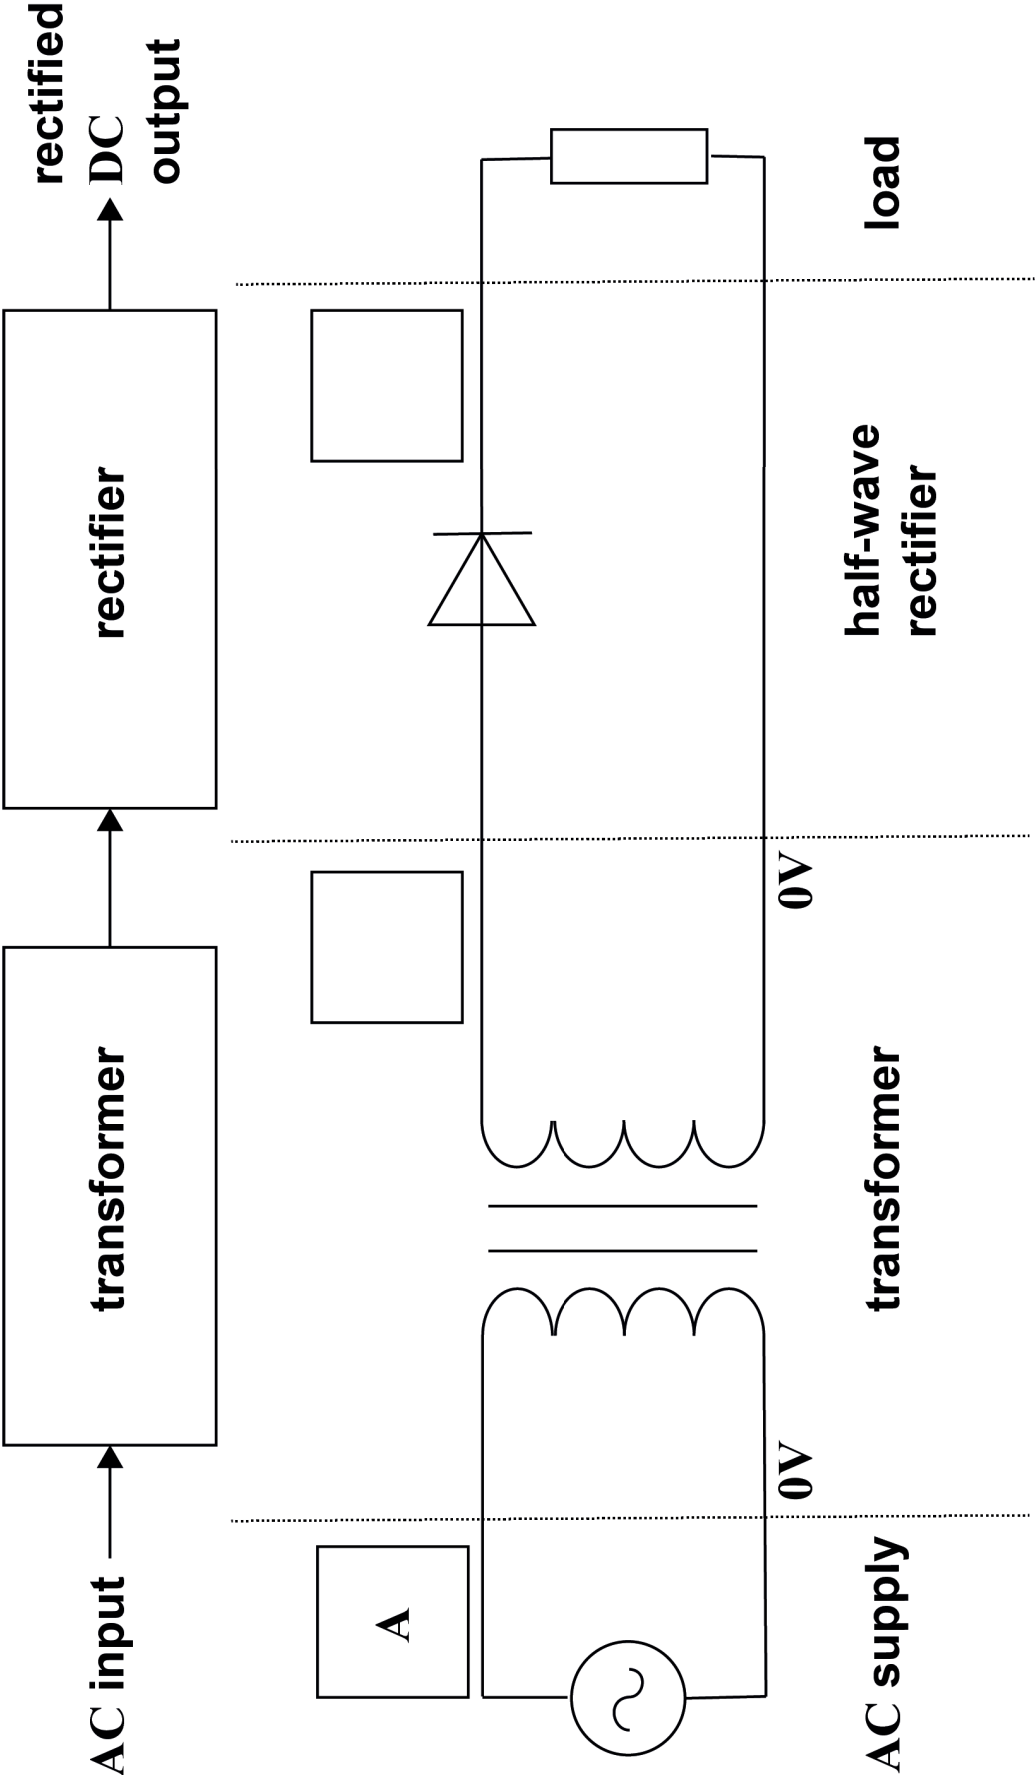 AC input
transformer
rectifier
rectified
DC
output
A
0V
0V
AC supply
transformer
half-wave
rectifier
load